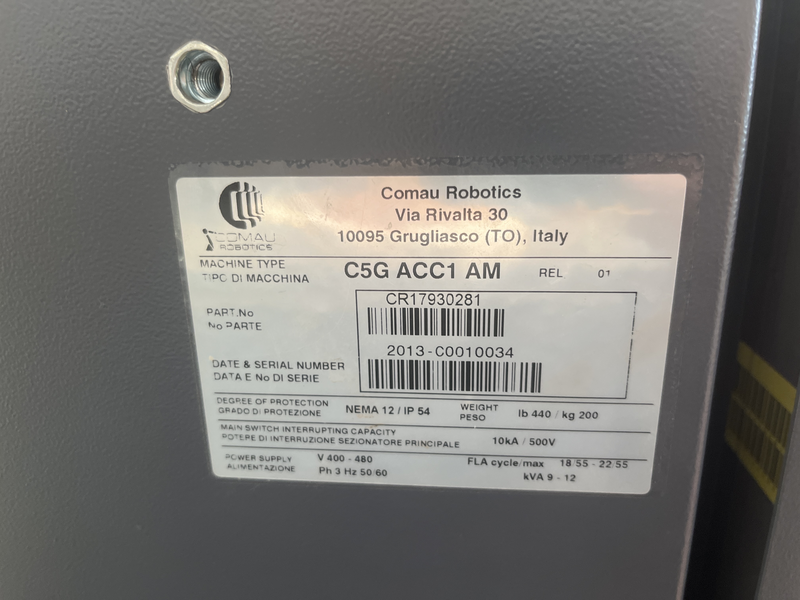 Comau Robotics
Via Rivalta 30
10095 Grugliasco (TO), Italy
COMAU
ROBOTICS
MACHINE TYPE
TIPO DI MACCHINA
C5G ACC1 AM REL 01
PART.No
No PARTE
CR17930281
2013-C0010034
DATE & SERIAL NUMBER
DATA E No DI SERIE
DEGREE OF PROTECTION
GRADO DI PROTEZIONE
NEMA 12 / IP 54
WEIGHT
PESO
lb 440 / kg 200
MAIN SWITCH INTERRUPTING CAPACITY
POTERE DI INTERRUZIONE SEZIONATORE PRINCIPALE
10kA / 500V
POWER SUPPLY
ALIMENTAZIONE
V 400 - 480
Ph 3 Hz 50/60
FLA cycle/max 18.55 - 22.55
kVA 9 - 12